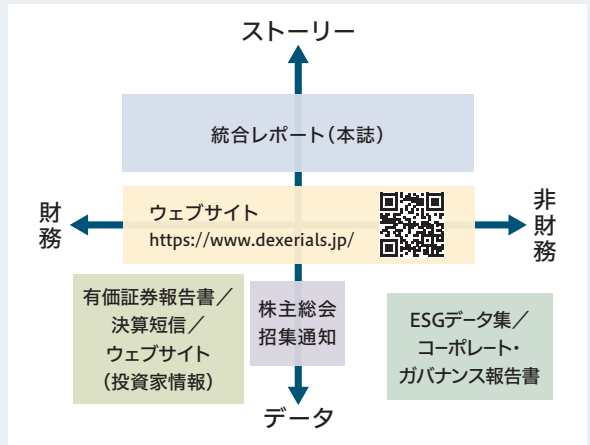 ストーリー
統合レポート（本誌）
財務
ウェブサイト
https://www.dexerials.jp/
非財務
有価証券報告書／
決算短信／
ウェブサイト
（投資家情報）
株主総会
招集通知
ESGデータ集／
コーポレート・
ガバナンス報告書
データ